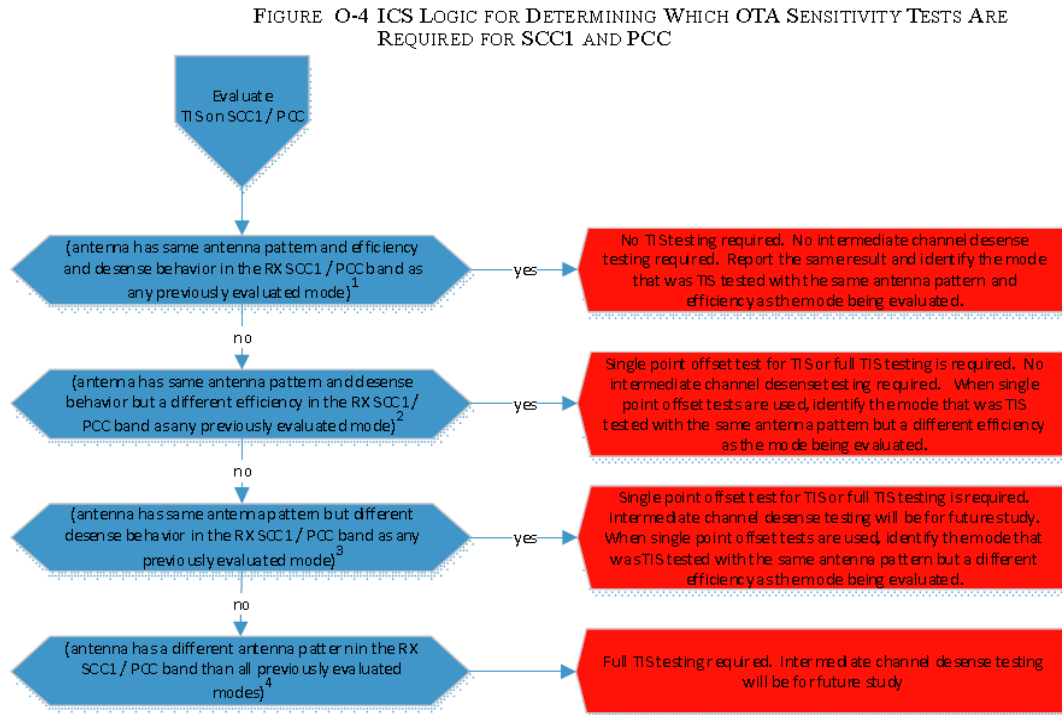 FIGURE O-4 ICS LOGIC FOR DETERMINING WHICH OTA SENSITIVITY TESTS ARE
REQUIRED FOR SCC1 AND PCC
Evaluate
TIS on SCC1 / PCC
(antenna has same antenna pattern and efficiency
and desense behavior in the RX SCC1 / PCC band as
any previously evaluated mode)1
yes
No TIS testing required. No intermediate channel desense
testing required. Report the same result and identify the mode
that was TIS tested with the same antenna pattern and
efficiency as the mode being evaluated.
no
(antenna has same antenna pattern and desense
behavior but a different efficiency in the RX SCC1 /
PCC band as any previously evaluated mode)2
yes
Single point offset test for TIS or full TIS testing is required. No
intermediate channel desense testing required. When single
point offset tests are used, identify the mode that was TIS
tested with the same antenna pattern but a different efficiency
as the mode being evaluated.
no
(antenna has same antenna pattern but different
desense behavior in the RX SCC1 / PCC band as any
previously evaluated mode)3
yes
Single point offset test for TIS or full TIS testing is required.
Intermediate channel desense testing will be for future study.
When single point offset tests are used, identify the mode that
was TIS tested with the same antenna pattern but a different
efficiency as the mode being evaluated.
no
(antenna has a different antenna pattern in the RX
SCC1 / PCC band than all previously evaluated
modes)4
Full TIS testing required. Intermediate channel desense testing
will be for future study